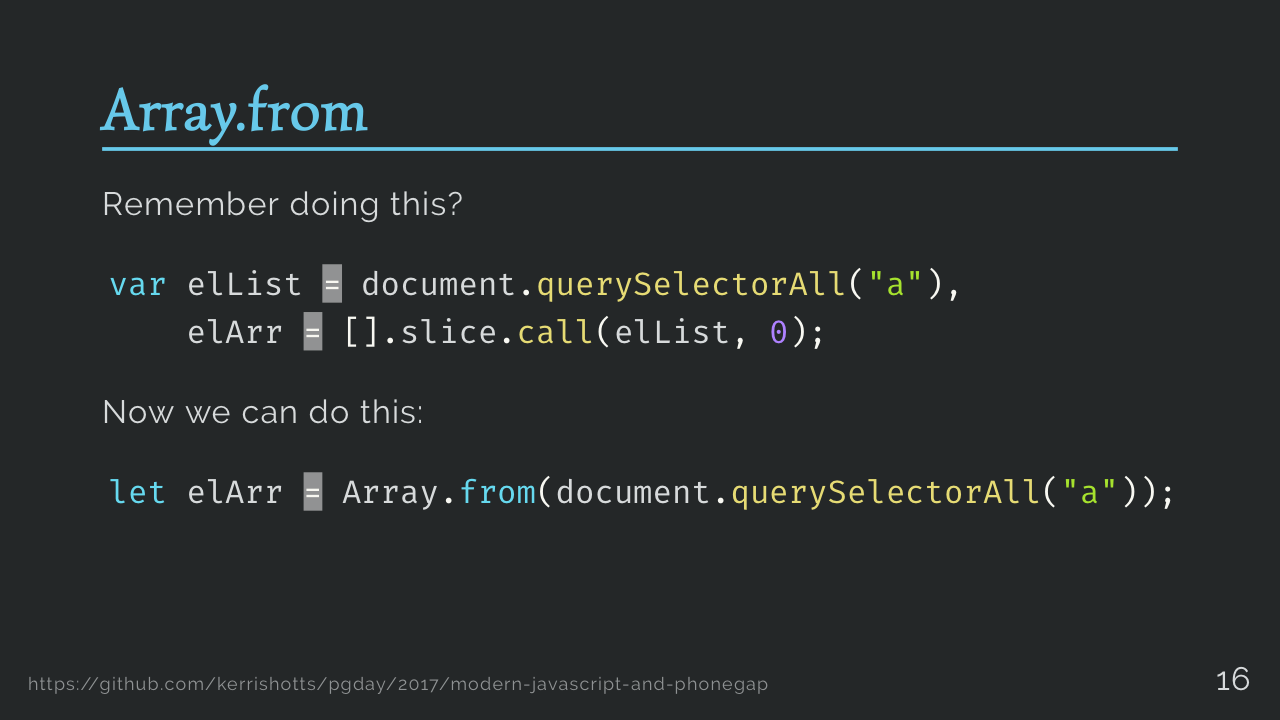 Array.from
Remember doing this?
var elList = document.querySelectorAll("a"),
    elArr = [].slice.call(elList, 0);
Now we can do this:
let elArr = Array.from(document.querySelectorAll("a"));
https://github.com/kerrishotts/pgday/2017/modern-javascript-and-phonegap
16